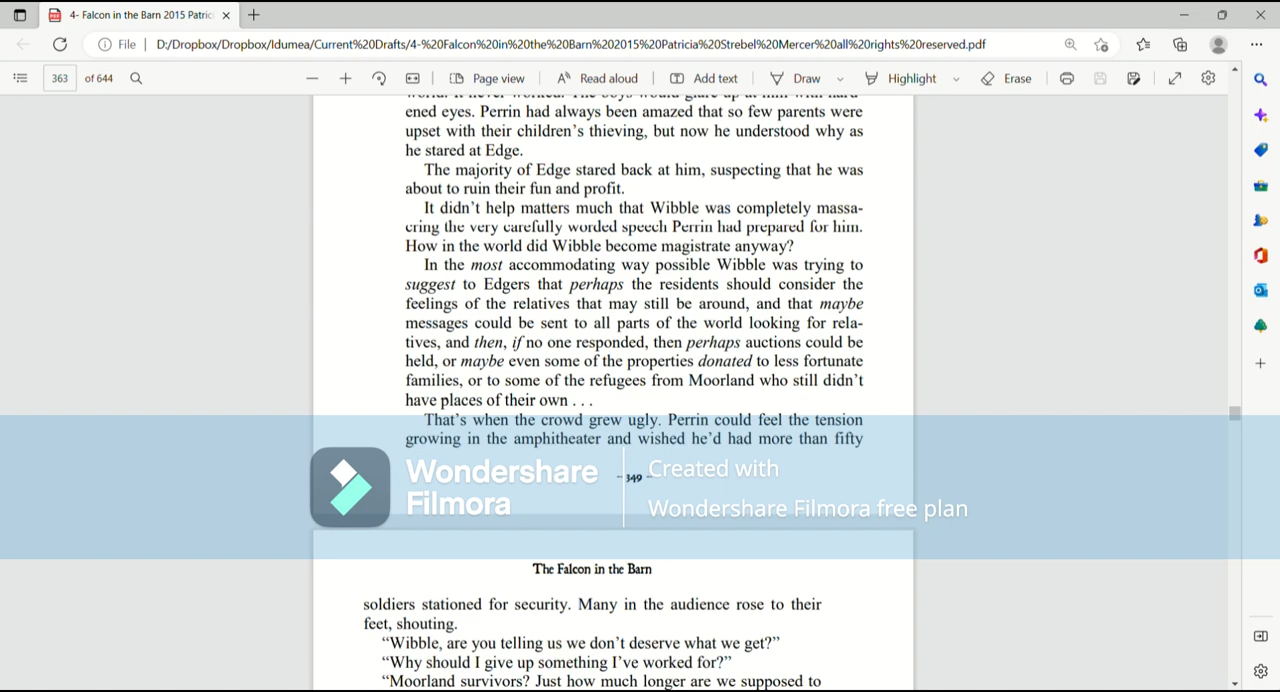 4- Falcon in the Barn 2015 Patric
File
D:/Dropbox/Dropbox/Idumea/Current%20Drafts/4-%20Falcon%20in%20the%20Barn%202015%20Patricia%20Strebel%20Mercer%20all%20rights%20reserved.pdf
363 of 644
Page view
Read aloud
Add text
Draw
Highlight
Erase
ened eyes. Perrin had always been amazed that so few parents were
upset with their children’s thieving, but now he understood why as
he stared at Edge.
The majority of Edge stared back at him, suspecting that he was
about to ruin their fun and profit.
It didn’t help matters much that Wibble was completely massa-
cring the very carefully worded speech Perrin had prepared for him.
How in the world did Wibble become magistrate anyway?
In the most accommodating way possible Wibble was trying to
suggest to Edgers that perhaps the residents should consider the
feelings of the relatives that may still be around, and that maybe
messages could be sent to all parts of the world looking for rela-
tives, and then, if no one responded, then perhaps auctions could be
held, or maybe even some of the properties donated to less fortunate
families, or to some of the refugees from Moorland who still didn’t
have places of their own . . .
That’s when the crowd grew ugly. Perrin could feel the tension
growing in the amphitheater and wished he’d had more than fifty
- 349 -
Wondershare
Filmora
Created with
Wondershare Filmora free plan
The Falcon in the Barn
soldiers stationed for security. Many in the audience rose to their
feet, shouting.
“Wibble, are you telling us we don’t deserve what we get?”
“Why should I give up something I’ve worked for?”
“Moorland survivors? Just how much longer are we supposed to